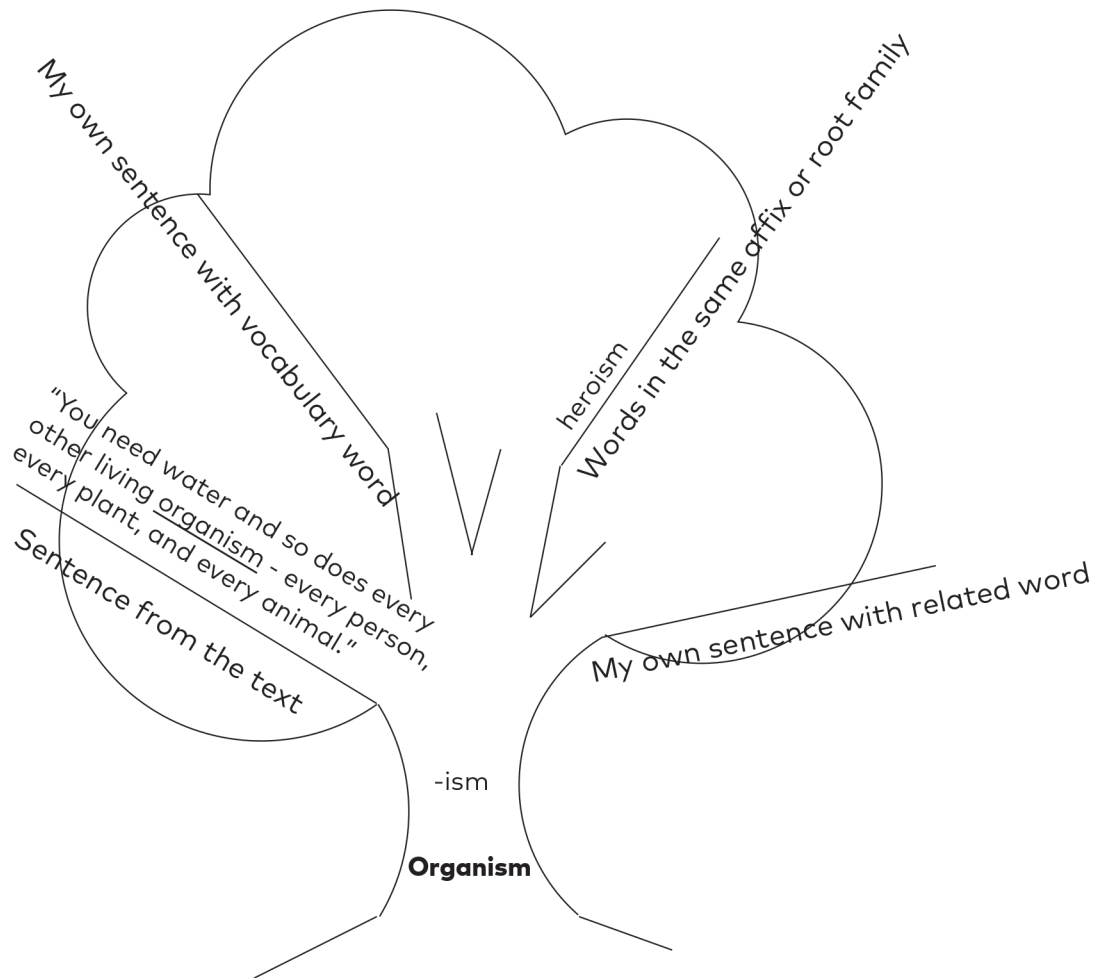 My own sentence with vocabulary word
Words in the same affix or root family
heroism
"You need water and so does every
other living organism - every person,
every plant, and every animal."
Sentence from the text
My own sentence with related word
-ism
Organism